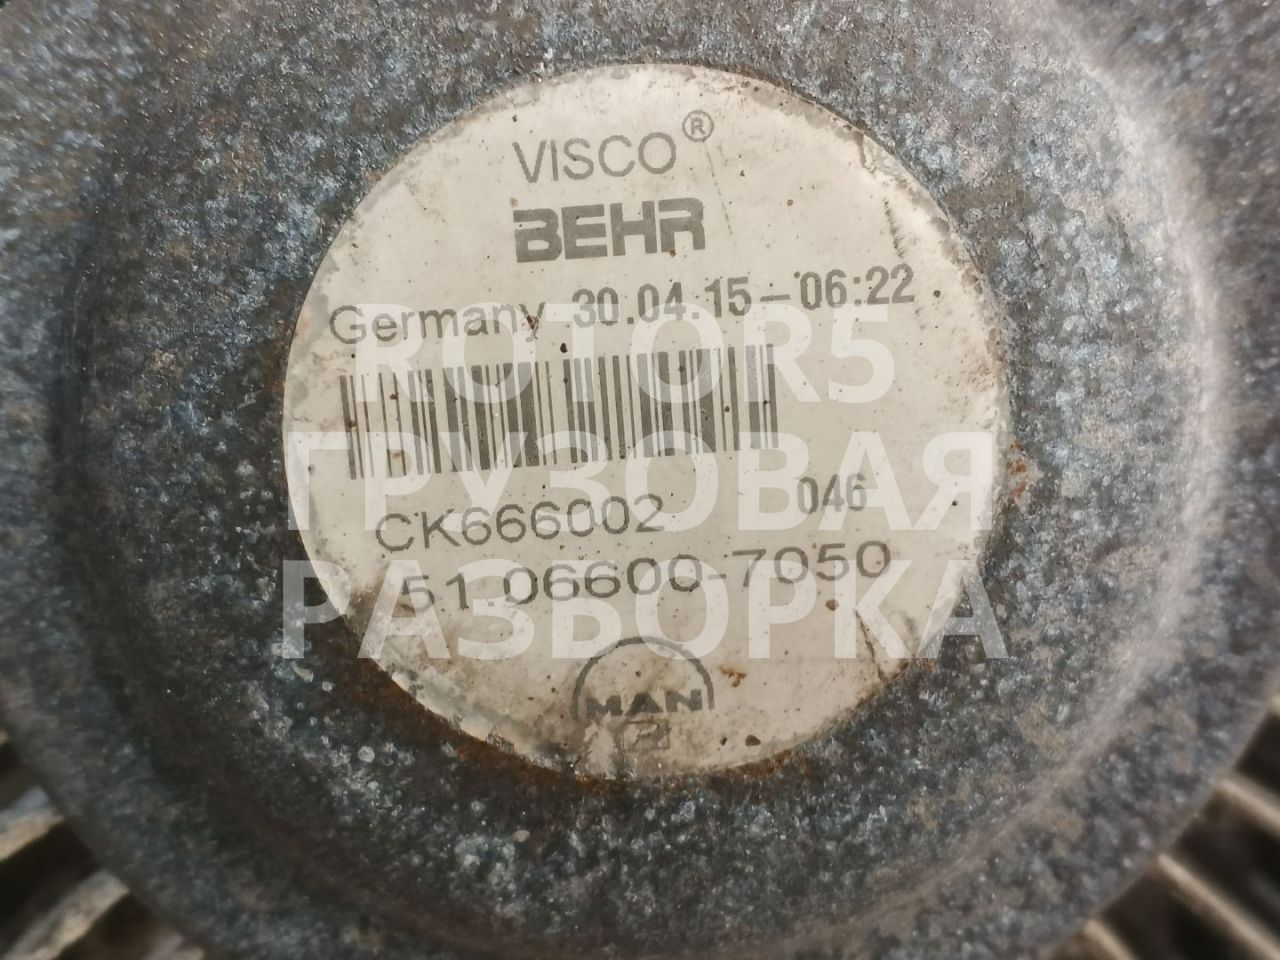 VISCO®
BEHR
Germany 30.04.15-06:22
ROTOR5
ГРУЗОВАЯ
CK666002 046
51.06600-7050
РАЗБОРКА
MAN